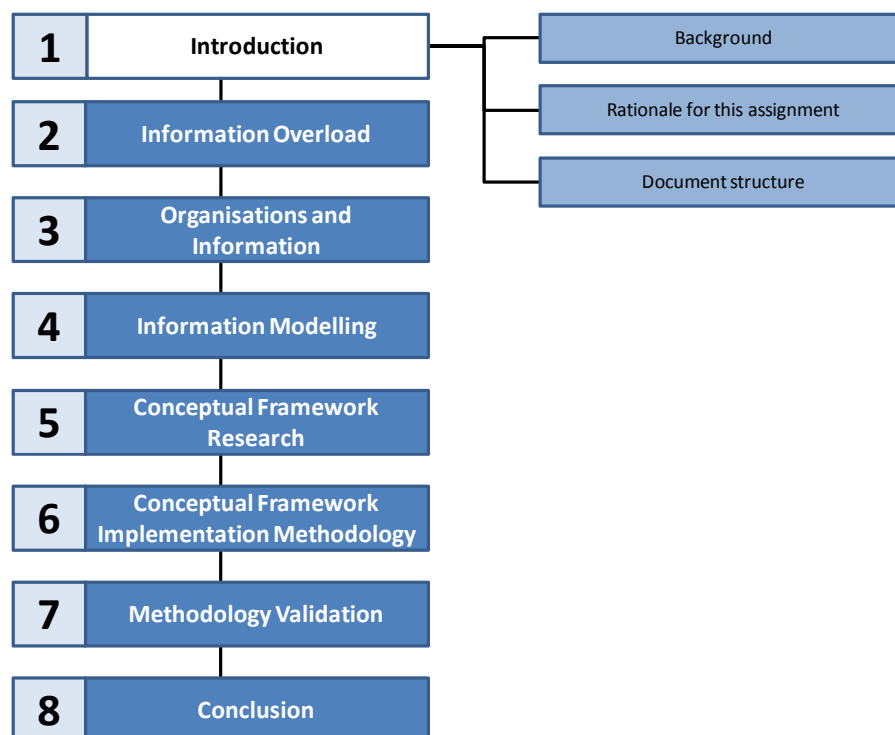 1
Introduction
Background
Rationale for this assignment
Document structure
2
Information Overload
3
Organisations and
Information
4
Information Modelling
5
Conceptual Framework
Research
6
Conceptual Framework
Implementation Methodology
7
Methodology Validation
8
Conclusion